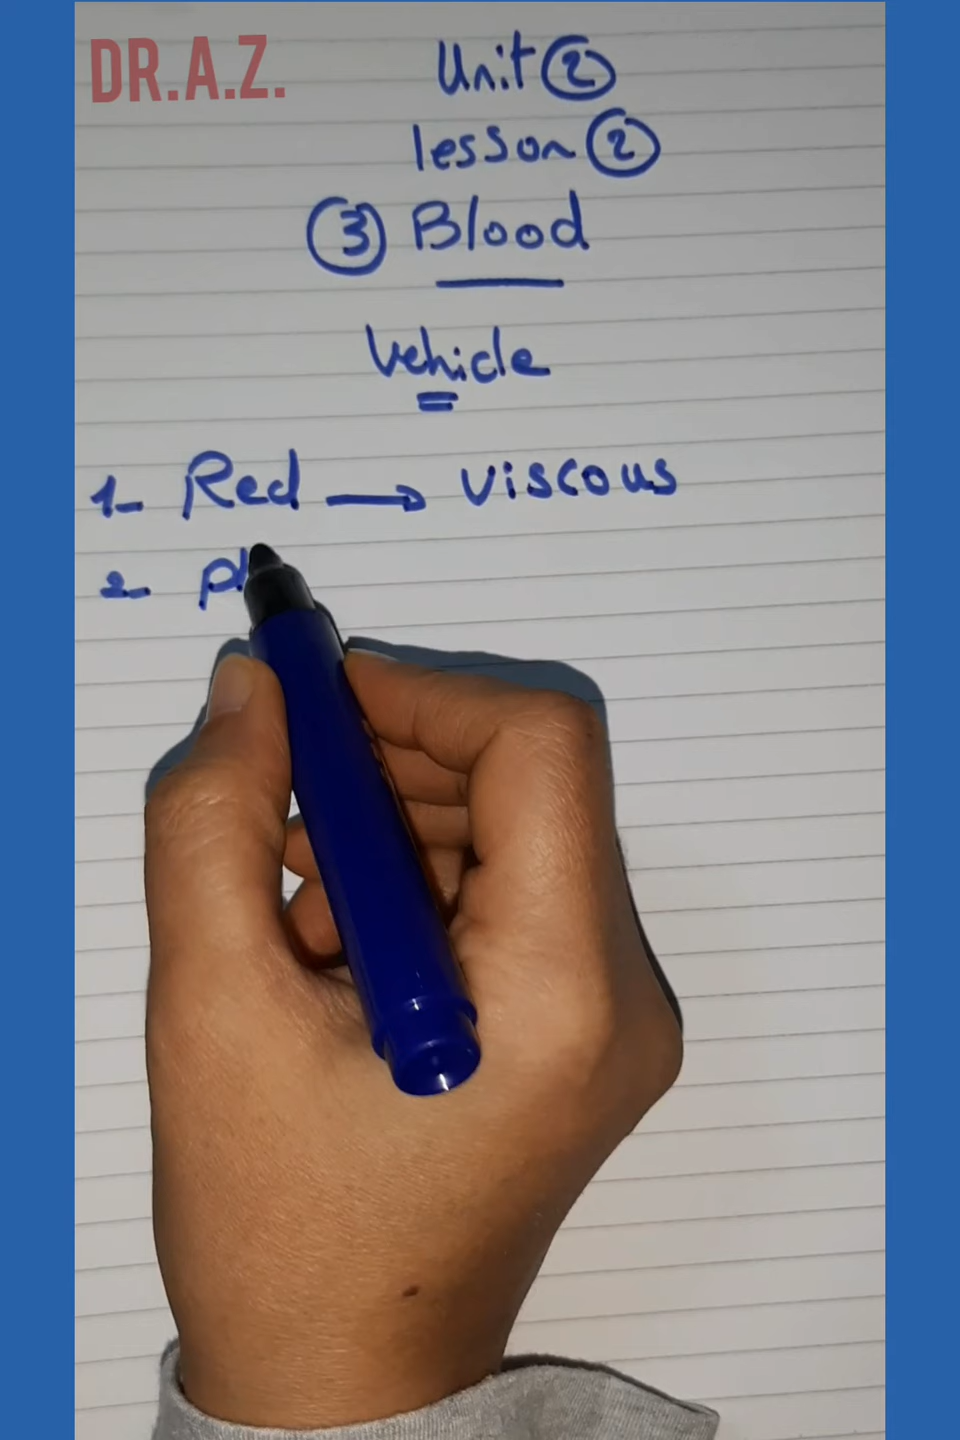 DR.A.Z.
Unit ②
lesson ②
③ Blood
Vehicle
1- Red → viscous
2-